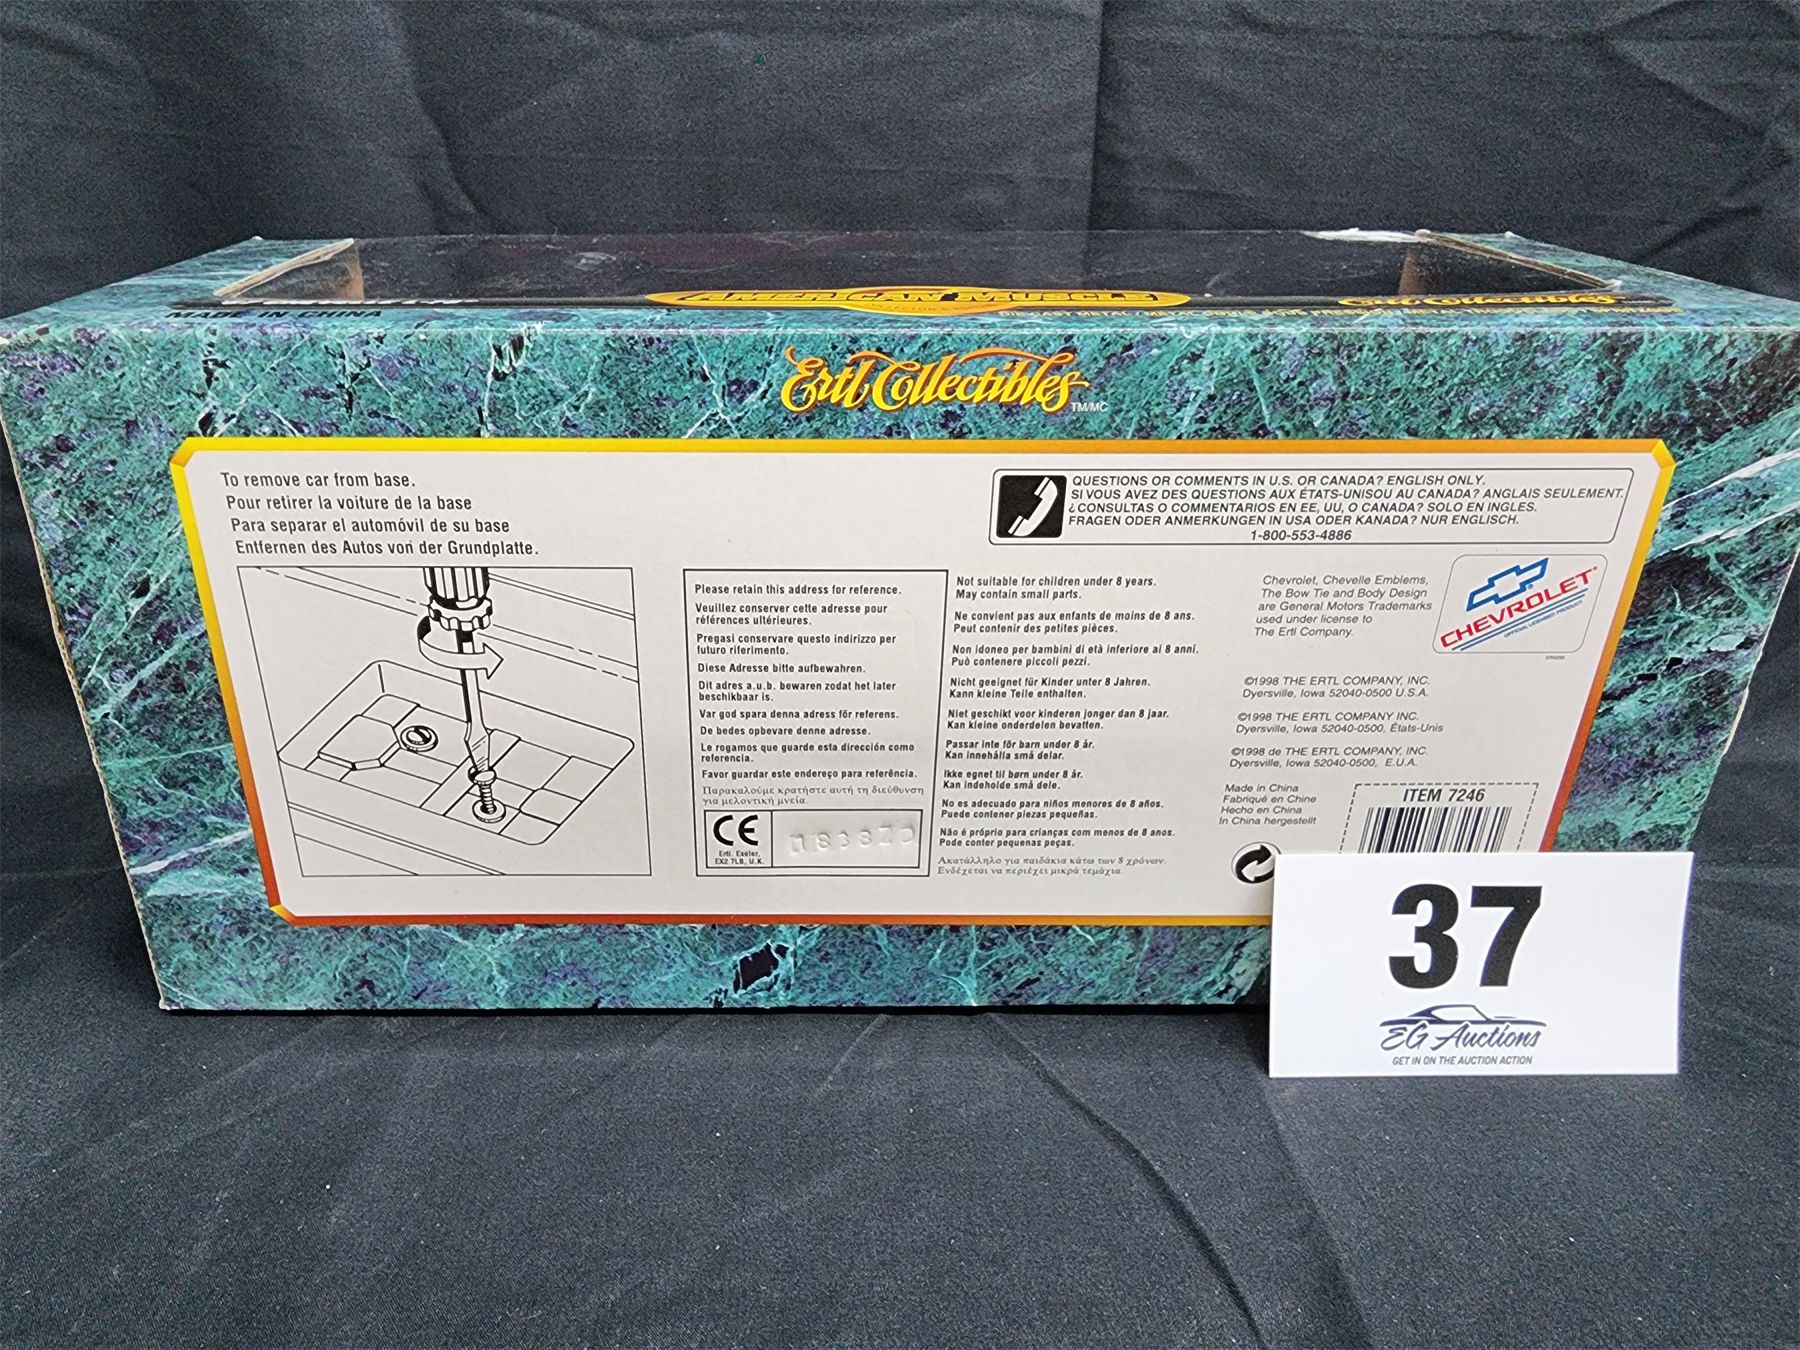 MADE IN CHINA
AMERICAN MUSCLE
Ertl Collectibles
Ertl Collectibles TM/MC
To remove car from base.
Pour retirer la voiture de la base
Para separar el automóvil de su base
Entfernen des Autos von der Grundplatte.
QUESTIONS OR COMMENTS IN U.S. OR CANADA? ENGLISH ONLY.
SI VOUS AVEZ DES QUESTIONS AUX ÉTATS-UNISOU AU CANADA? ANGLAIS SEULEMENT.
¿CONSULTAS O COMMENTARIOS EN EE, UU, O CANADA? SOLO EN INGLES.
FRAGEN ODER ANMERKUNGEN IN USA ODER KANADA? NUR ENGLISCH.
1-800-553-4886
Please retain this address for reference.
Veuillez conserver cette adresse pour
références ultérieures.
Pregasi conservare questo indirizzo per
futuro riferimento.
Diese Adresse bitte aufbewahren.
Dit adres a.u.b. bewaren zodat het later
beschikbaar is.
Var god spara denna adress för referens.
De bedes opbevare denne adresse.
Le rogamos que guarde esta dirección como
referencia.
Favor guardar este endereço para referência.
Παρακαλούμε κρατήστε αυτή τη διεύθυνση
για μελοντική μνεία.
CE
Ertl, Exeter,
EX2 7LB, U.K.
Not suitable for children under 8 years.
May contain small parts.
Ne convient pas aux enfants de moins de 8 ans.
Peut contenir des petites pièces.
Non idoneo per bambini di età inferiore ai 8 anni.
Può contenere piccoli pezzi.
Nicht geeignet für Kinder unter 8 Jahren.
Kann kleine Teile enthalten.
Niet geschikt voor kinderen jonger dan 8 jaar.
Kan kleine onderdelen bevatten.
Passar inte för barn under 8 år.
Kan innehålla små delar.
Ikke egnet til børn under 8 år.
Kan indeholde små dele.
No es adecuado para niños menores de 8 años.
Puede contener piezas pequeñas.
Não é próprio para crianças com menos de 8 anos.
Pode conter pequenas peças.
Ακατάλληλο για παιδάκια κάτω των 8 χρόνων.
Ενδέχεται να περιέχει μικρά τεμάχια.
Chevrolet, Chevelle Emblems,
The Bow Tie and Body Design
are General Motors Trademarks
used under license to
The Ertl Company.
CHEVROLET
OFFICIAL LICENSED PRODUCT
©1998 THE ERTL COMPANY, INC.
Dyersville, Iowa 52040-0500 U.S.A.
©1998 THE ERTL COMPANY INC.
Dyersville, Iowa 52040-0500, États-Unis
©1998 de THE ERTL COMPANY, INC.
Dyersville, Iowa 52040-0500, E.U.A.
Made in China
Fabriqué en Chine
Hecho en China
In China hergestellt
ITEM 7246
37
EG Auctions
GET IN ON THE AUCTION ACTION